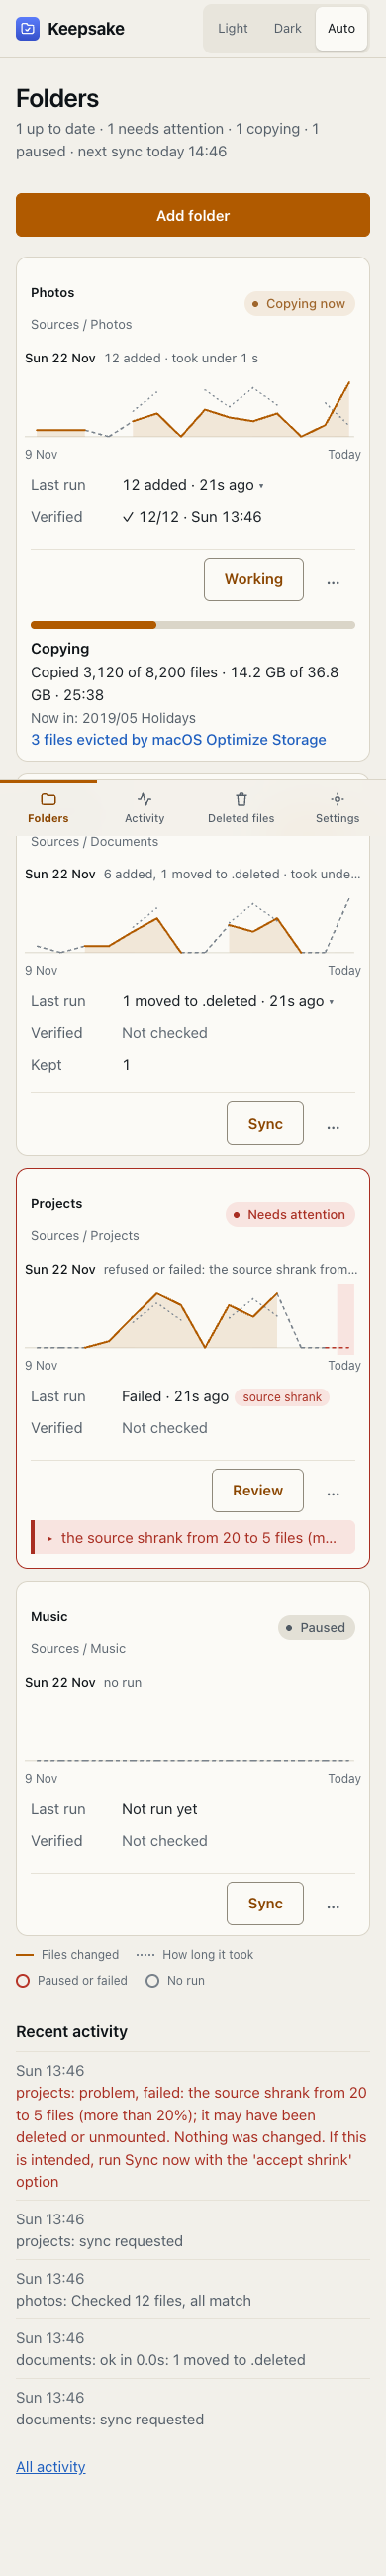 Keepsake
Light Dark Auto
Folders
1 up to date · 1 needs attention · 1 copying · 1
paused · next sync today 14:46
Add folder
Photos
Copying now
Sources / Photos
Sun 22 Nov 12 added · took under 1 s
9 Nov Today
Last run 12 added · 21s ago ▾
Verified ✓ 12/12 · Sun 13:46
Working ...
Copying
Copied 3,120 of 8,200 files · 14.2 GB of 36.8
GB · 25:38
Now in: 2019/05 Holidays
3 files evicted by macOS Optimize Storage
Folders Activity Deleted files Settings
Sources / Documents
Sun 22 Nov 6 added, 1 moved to .deleted · took unde...
9 Nov Today
Last run 1 moved to .deleted · 21s ago ▾
Verified Not checked
Kept 1
Sync ...
Projects
Needs attention
Sources / Projects
Sun 22 Nov refused or failed: the source shrank from...
9 Nov Today
Last run Failed · 21s ago source shrank
Verified Not checked
Review ...
▸ the source shrank from 20 to 5 files (m...
Music
Paused
Sources / Music
Sun 22 Nov no run
9 Nov Today
Last run Not run yet
Verified Not checked
Sync ...
Files changed How long it took
Paused or failed No run
Recent activity
Sun 13:46
projects: problem, failed: the source shrank from 20
to 5 files (more than 20%); it may have been
deleted or unmounted. Nothing was changed. If this
is intended, run Sync now with the 'accept shrink'
option
Sun 13:46
projects: sync requested
Sun 13:46
photos: Checked 12 files, all match
Sun 13:46
documents: ok in 0.0s: 1 moved to .deleted
Sun 13:46
documents: sync requested
All activity